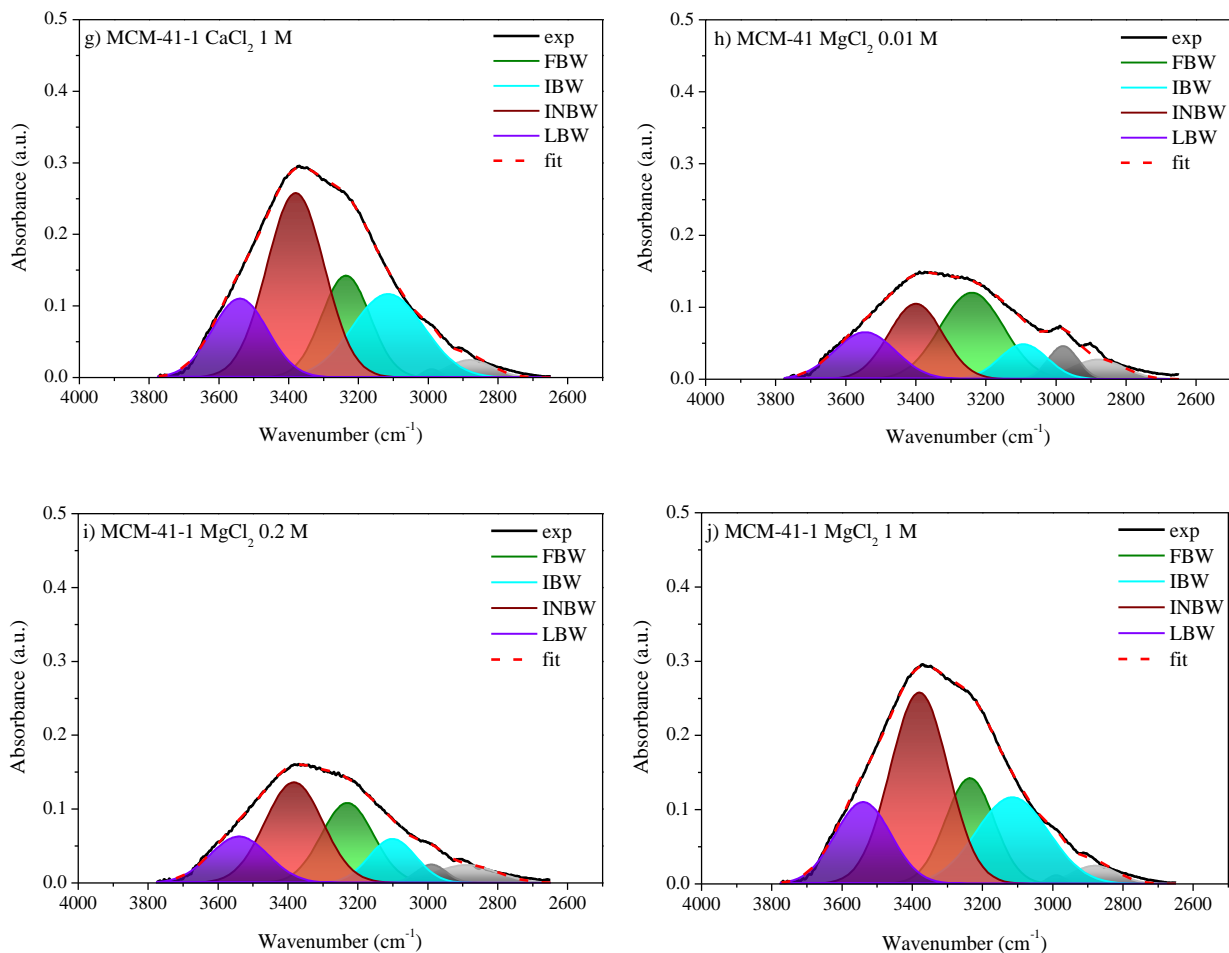 g) MCM-41-1 CaCl₂ 1 M
exp
FBW
IBW
INBW
LBW
fit
0.5
0.4
0.3
0.2
0.1
0.0
Absorbance (a.u.)
4000 3800 3600 3400 3200 3000 2800 2600
Wavenumber (cm⁻¹)
h) MCM-41 MgCl₂ 0.01 M
exp
FBW
IBW
INBW
LBW
fit
0.5
0.4
0.3
0.2
0.1
0.0
Absorbance (a.u.)
4000 3800 3600 3400 3200 3000 2800 2600
Wavenumber (cm⁻¹)
i) MCM-41-1 MgCl₂ 0.2 M
exp
FBW
IBW
INBW
LBW
fit
0.5
0.4
0.3
0.2
0.1
0.0
Absorbance (a.u.)
4000 3800 3600 3400 3200 3000 2800 2600
Wavenumber (cm⁻¹)
j) MCM-41-1 MgCl₂ 1 M
exp
FBW
IBW
INBW
LBW
fit
0.5
0.4
0.3
0.2
0.1
0.0
Absorbance (a.u.)
4000 3800 3600 3400 3200 3000 2800 2600
Wavenumber (cm⁻¹)